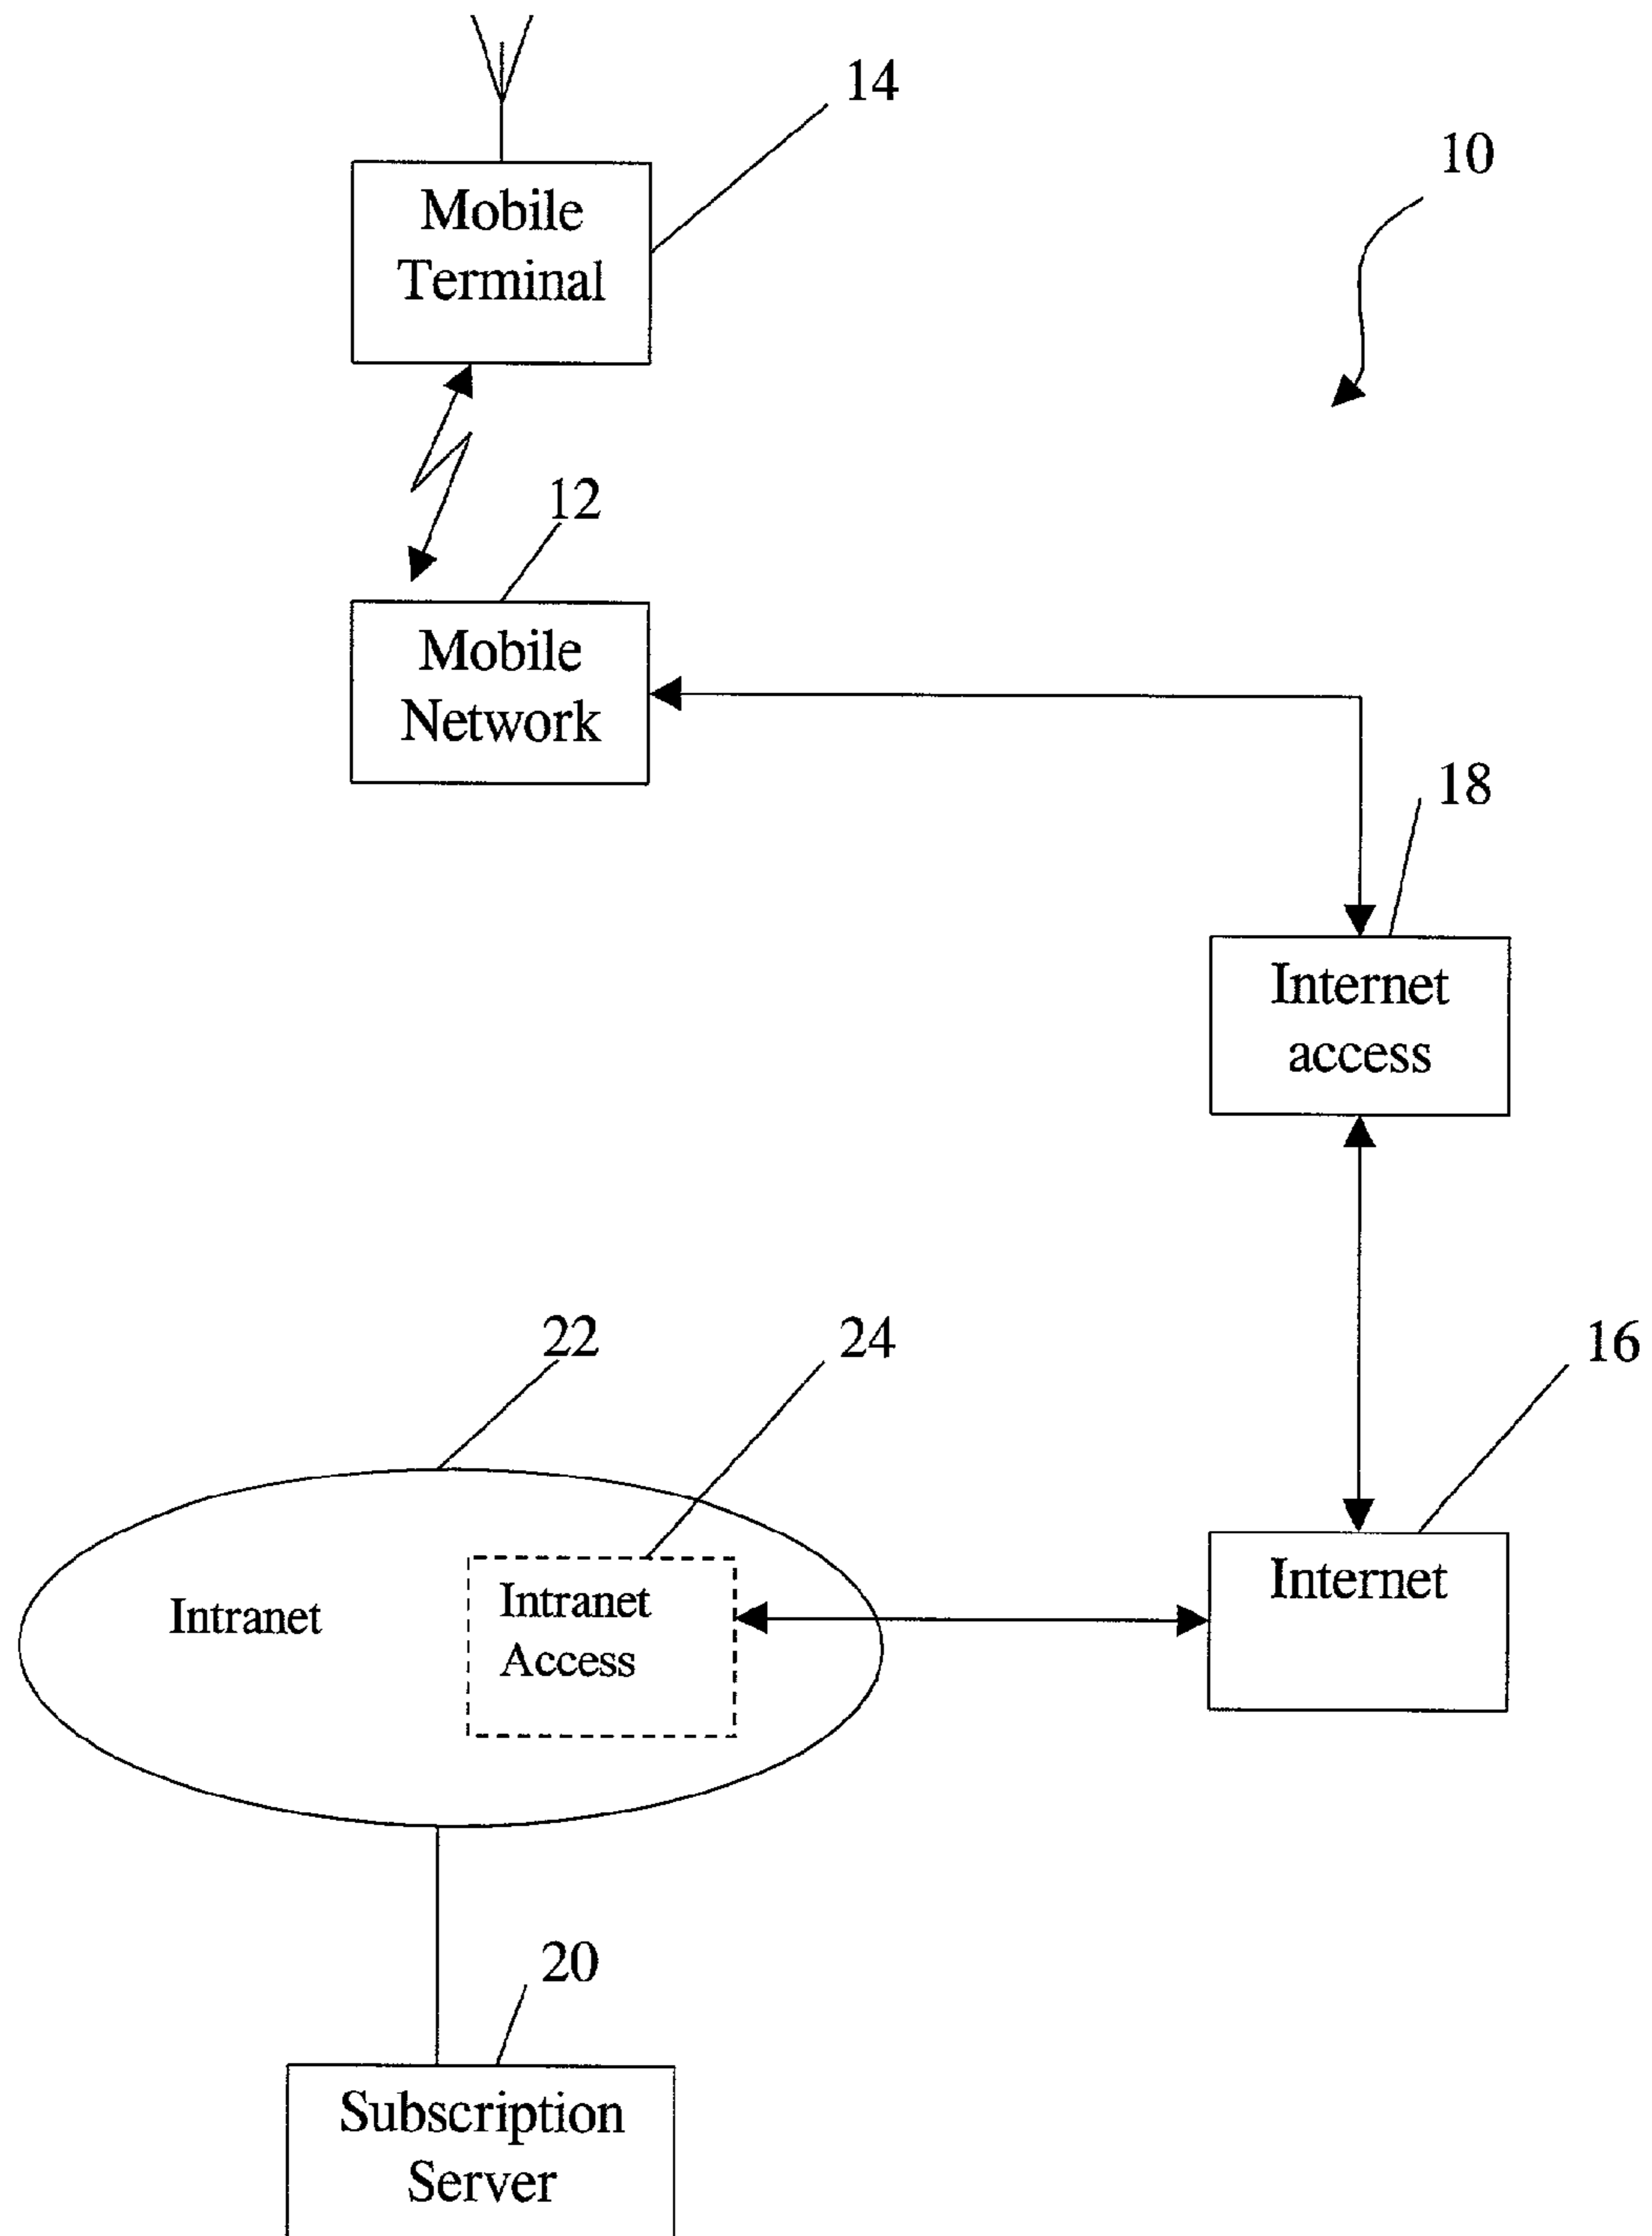 14
10
Mobile
Terminal
12
Mobile
Network
18
Internet
access
22
24
16
Intranet
Intranet
Access
Internet
20
Subscription
Server